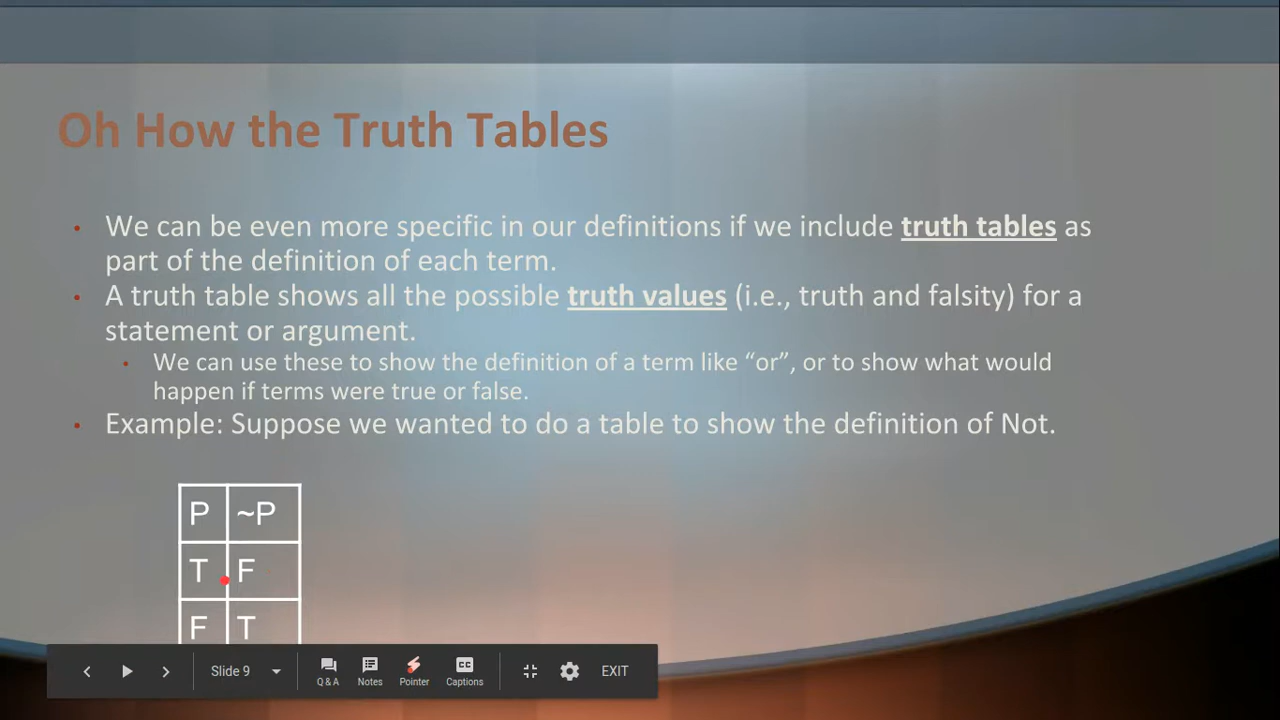 Oh How the Truth Tables
• We can be even more specific in our definitions if we include truth tables as
part of the definition of each term.
• A truth table shows all the possible truth values (i.e., truth and falsity) for a
statement or argument.
• We can use these to show the definition of a term like “or”, or to show what would
happen if terms were true or false.
• Example: Suppose we wanted to do a table to show the definition of Not.
P ~P
T F
F T
Slide 9 Q & A Notes Pointer Captions EXIT